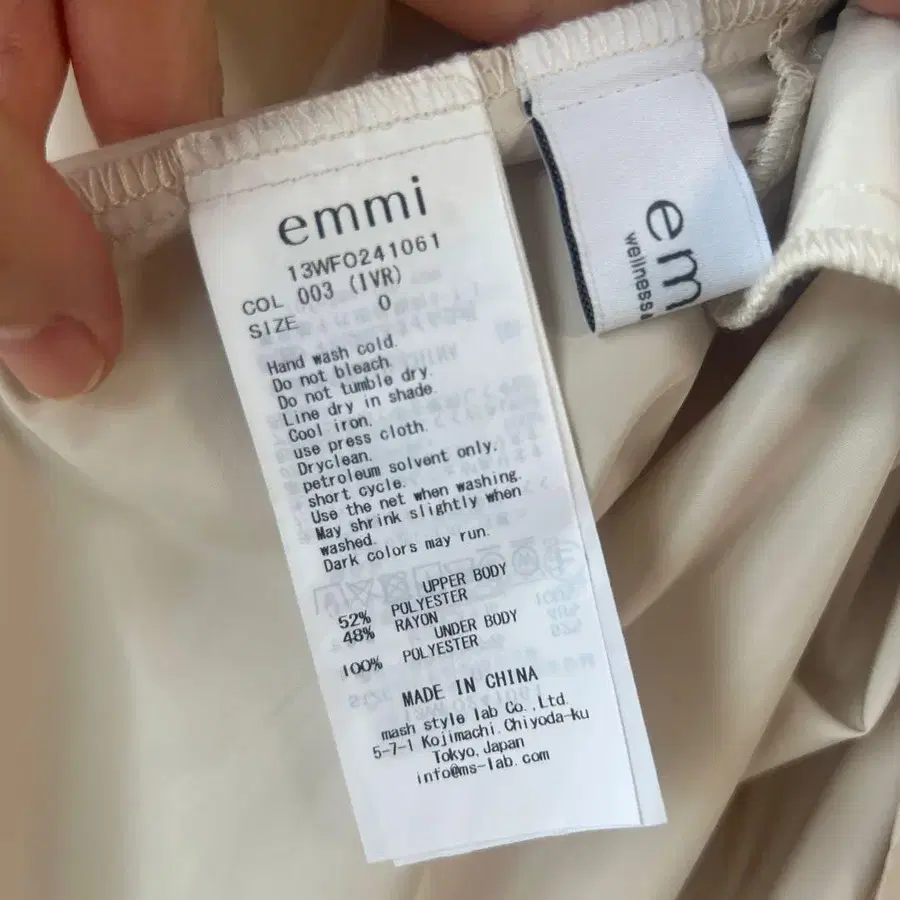 emmi
13WFO241061
COL 003 (IVR)
SIZE 0
Hand wash cold.
Do not bleach.
Do not tumble dry.
Line dry in shade.
Cool iron.
use press cloth.
Dryclean.
petroleum solvent only.
short cycle.
Use the net when washing.
May shrink slightly when
washed.
Dark colors may run.
UPPER BODY
52% POLYESTER
48% RAYON
UNDER BODY
100% POLYESTER
MADE IN CHINA
mash style lab Co.,Ltd.
5-7-1 Kojimachi.Chiyoda-ku
Tokyo,Japan
info@ms-lab.com
em
wellness